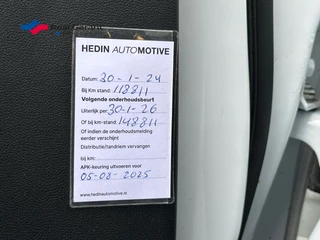 HEDIN AUTOMOTIVE
Datum: 30-1-24
Bij Km stand: 118811
Volgende onderhoudsbeurt
Uiterlijk per: 30-1-26
Of bij km-stand: 148811
Of indien de onderhoudsmelding
eerder verschijnt
Distributie/tandriem vervangen
bij km:
APK-keuring uitvoeren voor
05-08-2025
www.hedinautomotive.nl